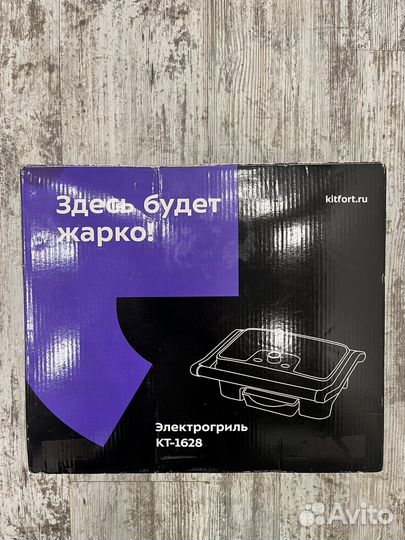 Здесь будет
жарко!
kitfort.ru
Электрогриль
КТ-1628
Avito